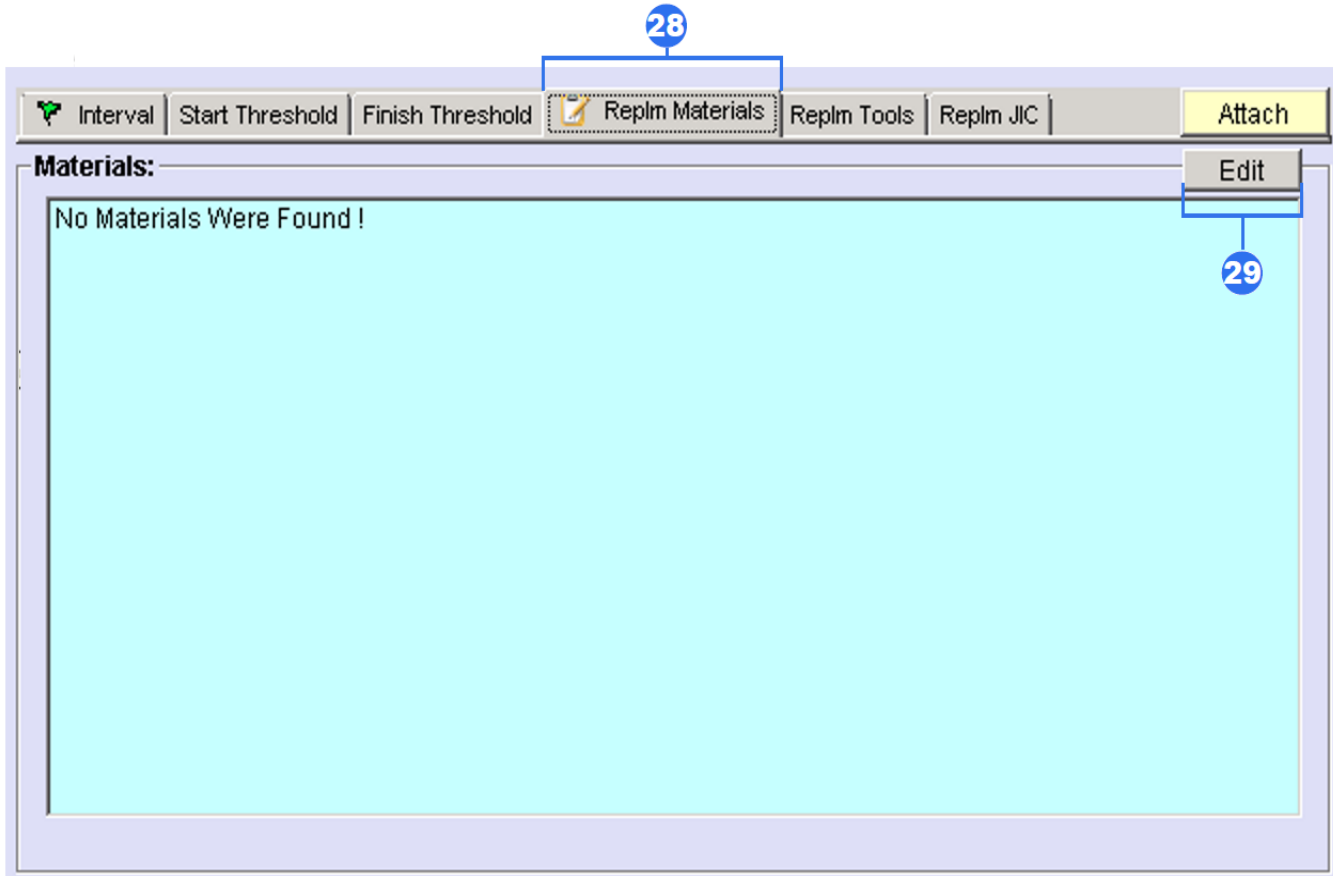 28
Interval Start Threshold Finish Threshold Replm Materials Replm Tools Replm JIC Attach
Materials: Edit
No Materials Were Found !
29